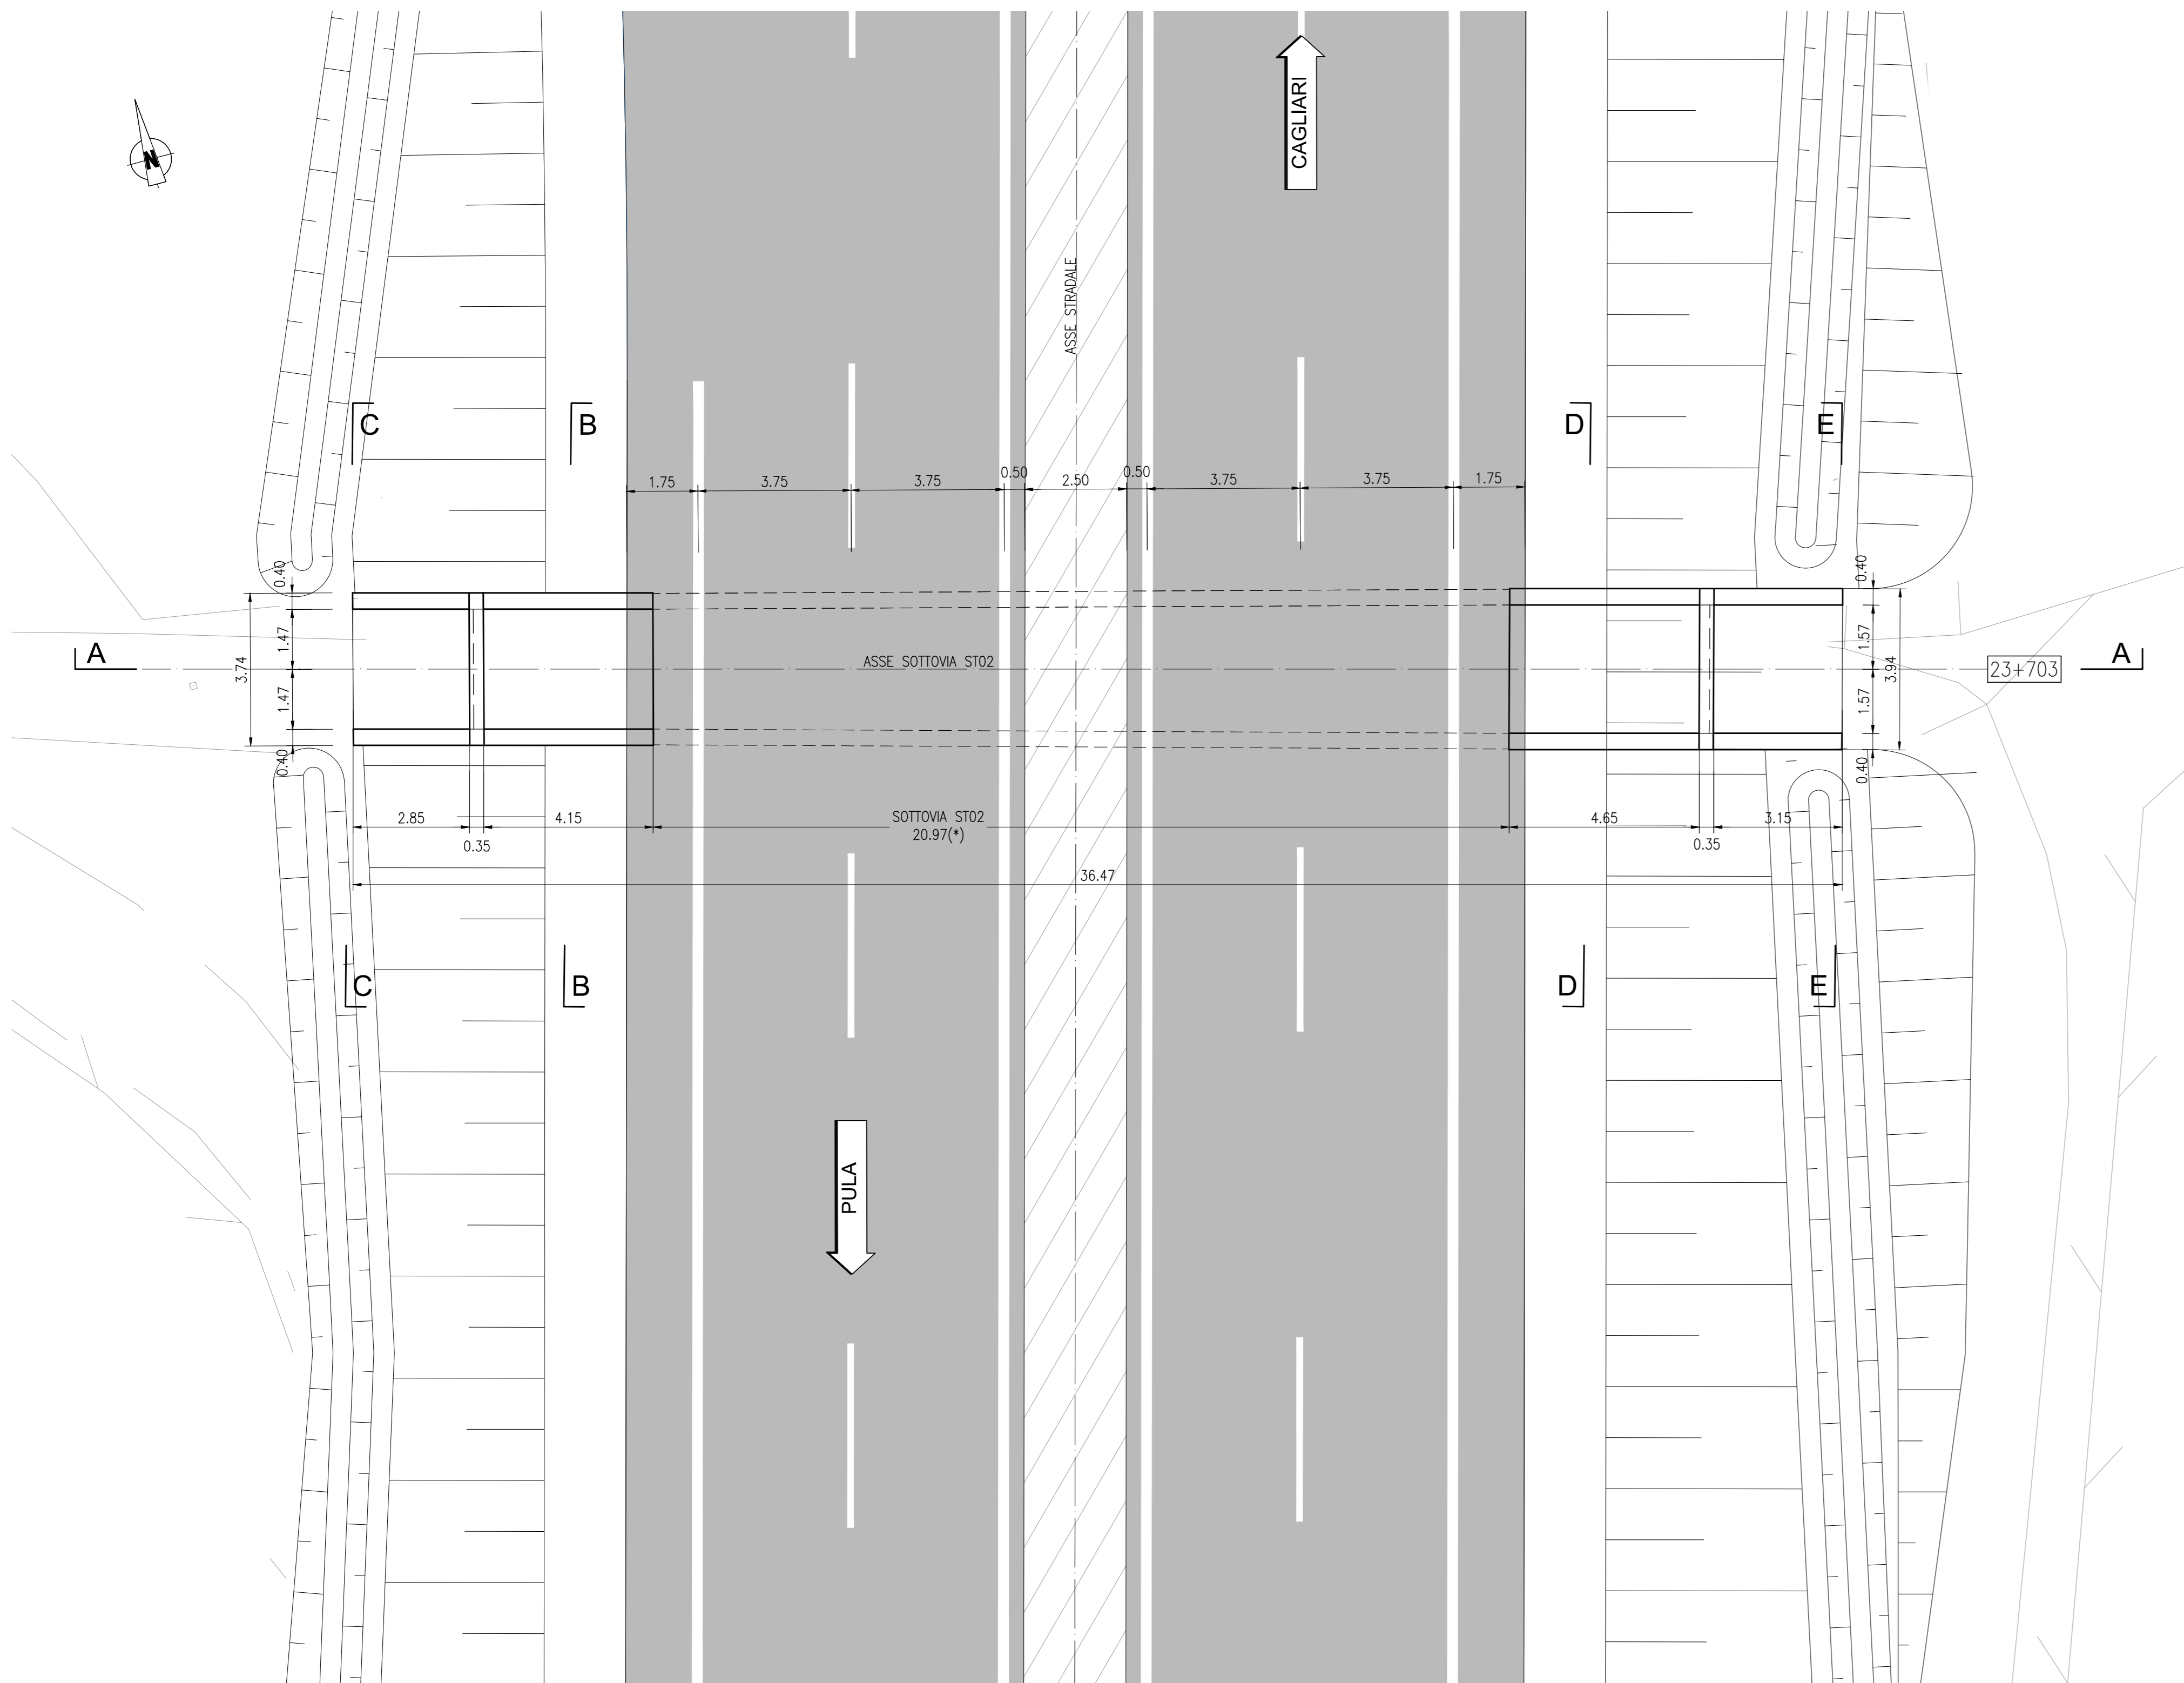 CAGLIARI
N
ASSE STRADALE
C
B
D
E
1.75
3.75
3.75
0.50
2.50
0.50
3.75
3.75
1.75
0.40
1.47
3.74
1.47
0.40
A
ASSE SOTTOVIA ST02
0.40
1.57
3.94
1.57
0.40
23+703
A
2.85
0.35
4.15
SOTTOVIA ST02
20.97(*)
4.65
0.35
3.15
36.47
C
B
D
E
PULA